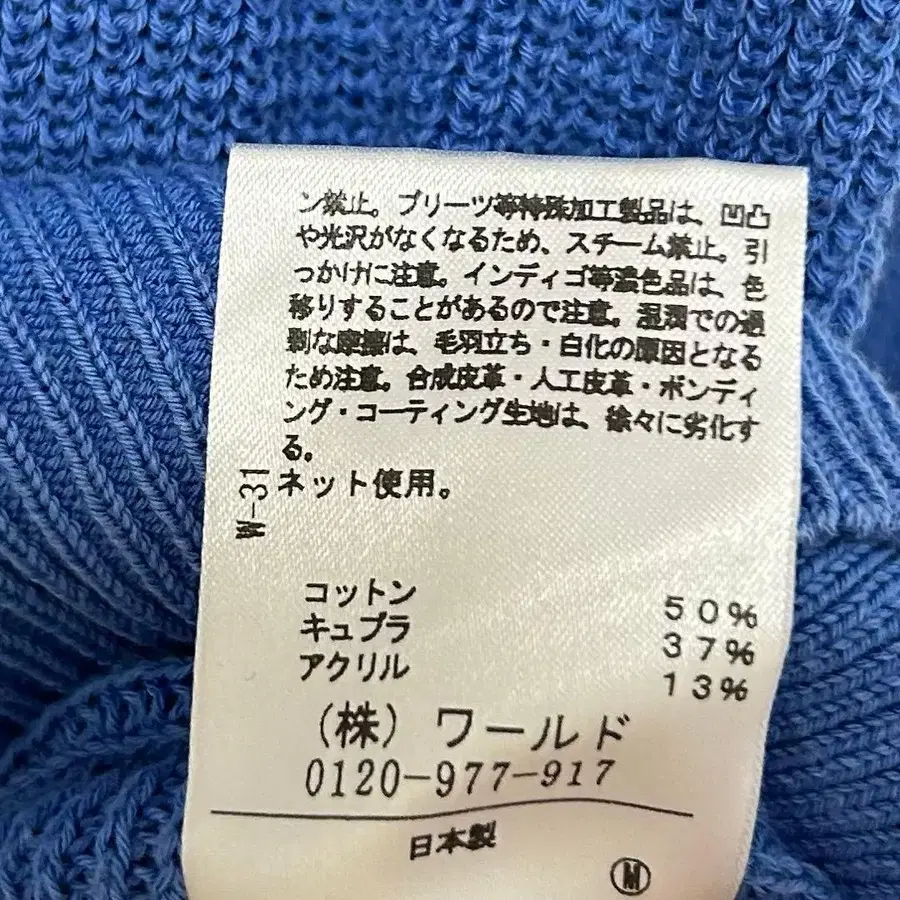 ン禁止。プリーツ等特殊加工製品は、凹凸
や光沢がなくなるため、スチーム禁止。引
っかけに注意。インディゴ等濃色品は、色
移りすることがあるので注意。湿潤での過
剰な摩擦は、毛羽立ち・白化の原因となる
ため注意。合成皮革・人工皮革・ボンディ
ング・コーティング生地は、徐々に劣化す
る。
ネット使用。
W-31
コットン 50%
キュプラ 37%
アクリル 13%
(株)ワールド
0120-977-917
日本製
M